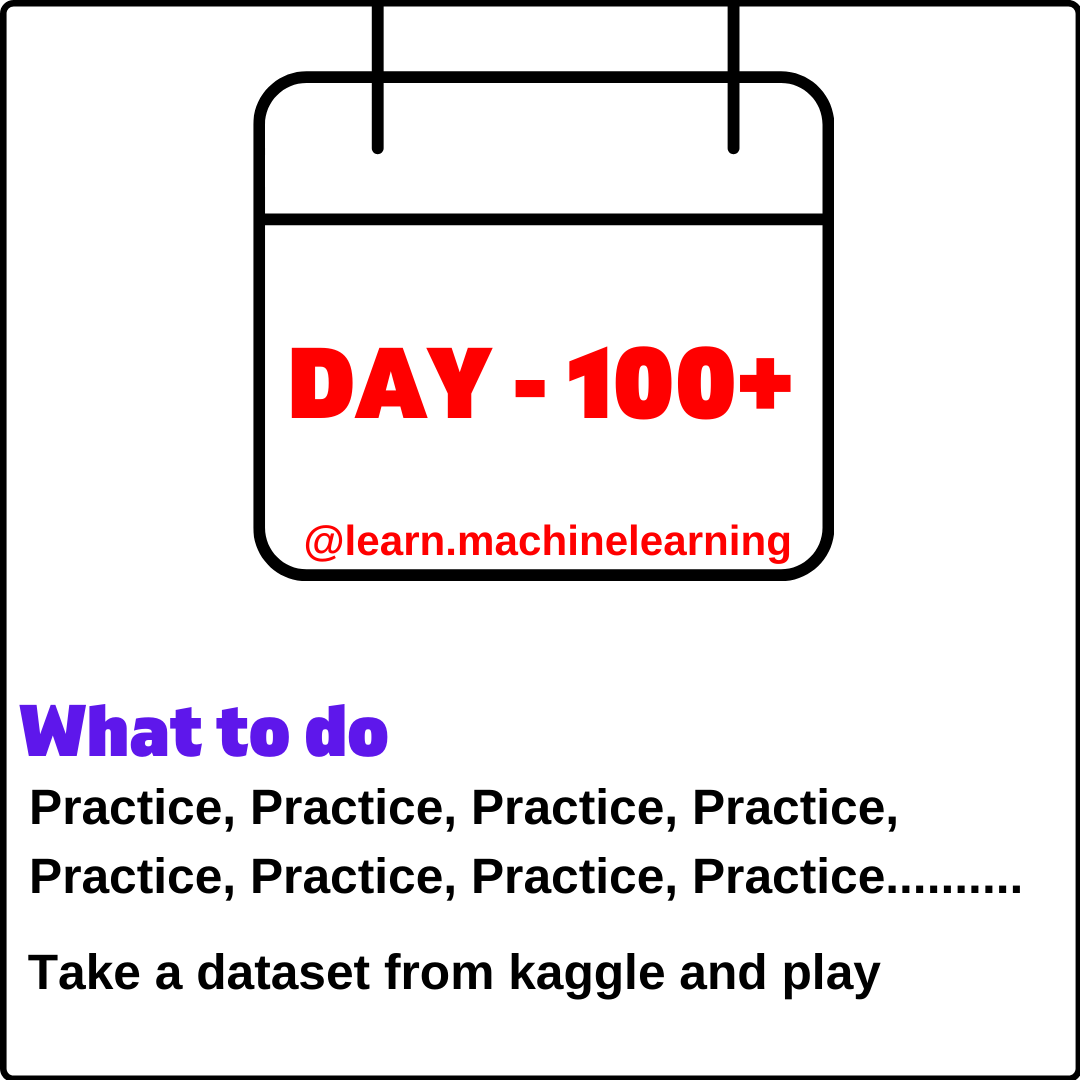 DAY - 100+
@learn.machinelearning
What to do
Practice, Practice, Practice, Practice,
Practice, Practice, Practice, Practice..........
Take a dataset from kaggle and play